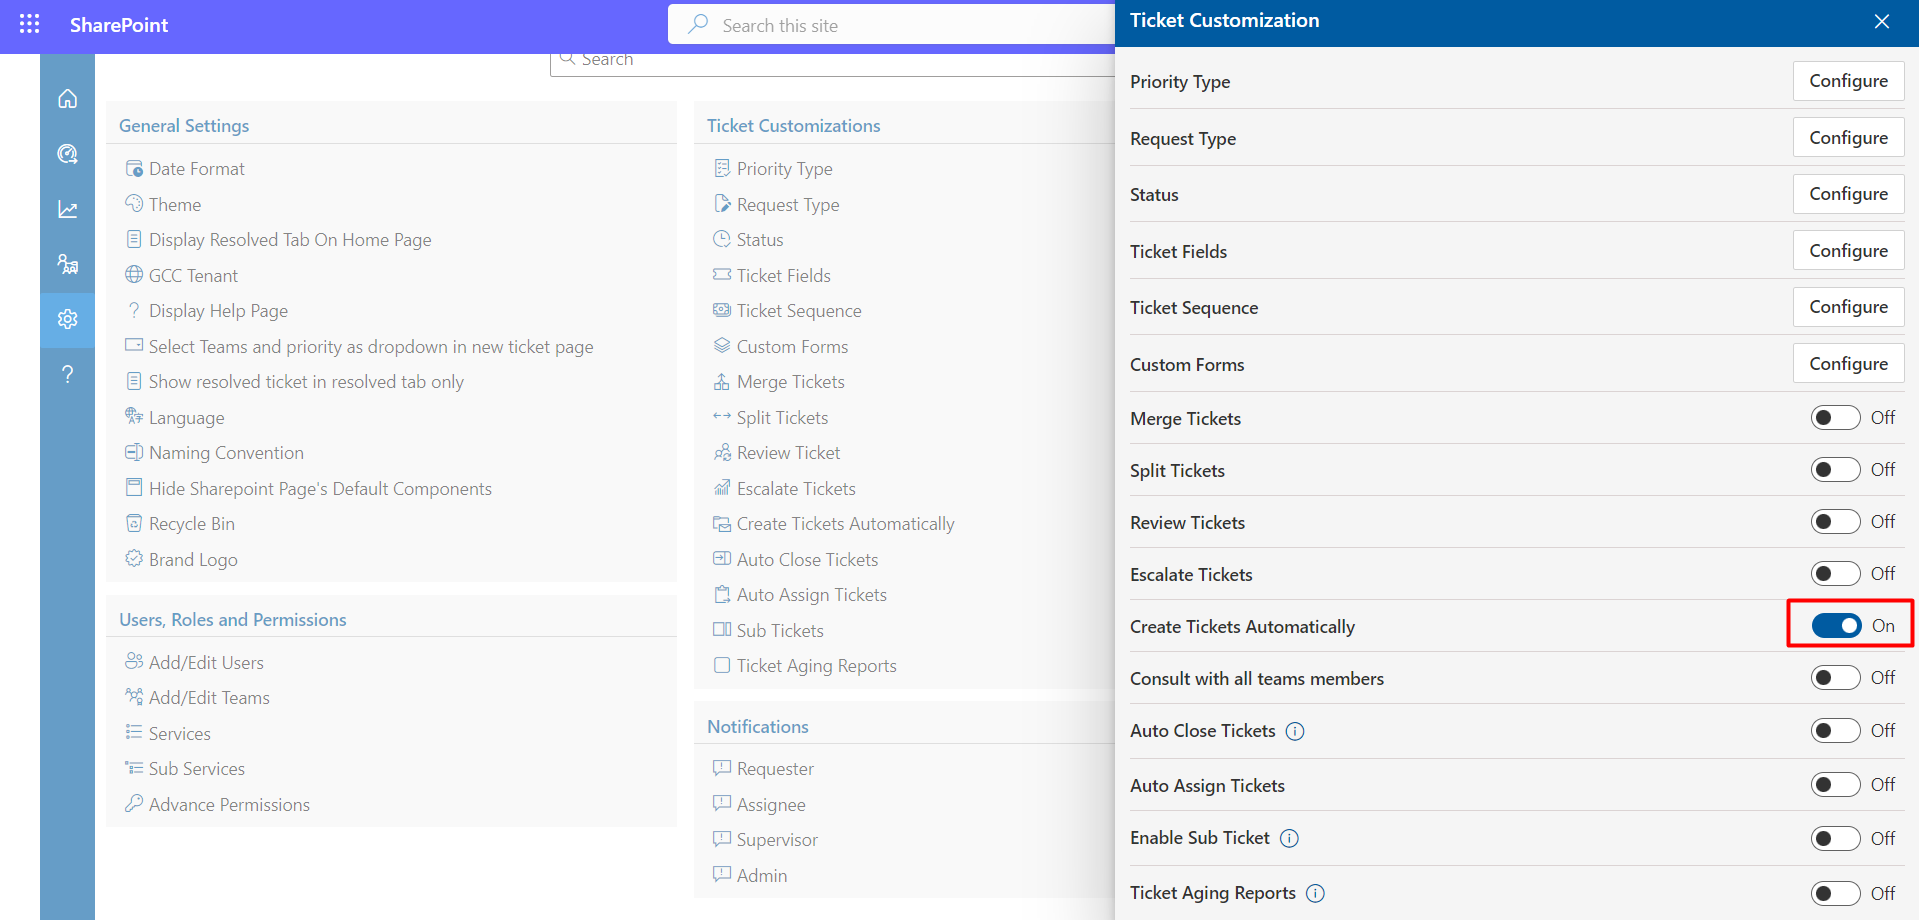 SharePoint
Search this site
Search
General Settings
Date Format
Theme
Display Resolved Tab On Home Page
GCC Tenant
Display Help Page
Select Teams and priority as dropdown in new ticket page
Show resolved ticket in resolved tab only
Language
Naming Convention
Hide Sharepoint Page's Default Components
Recycle Bin
Brand Logo
Users, Roles and Permissions
Add/Edit Users
Add/Edit Teams
Services
Sub Services
Advance Permissions
Ticket Customizations
Priority Type
Request Type
Status
Ticket Fields
Ticket Sequence
Custom Forms
Merge Tickets
Split Tickets
Review Ticket
Escalate Tickets
Create Tickets Automatically
Auto Close Tickets
Auto Assign Tickets
Sub Tickets
Ticket Aging Reports
Notifications
Requester
Assignee
Supervisor
Admin
Ticket Customization
Priority Type Configure
Request Type Configure
Status Configure
Ticket Fields Configure
Ticket Sequence Configure
Custom Forms Configure
Merge Tickets Off
Split Tickets Off
Review Tickets Off
Escalate Tickets Off
Create Tickets Automatically On
Consult with all teams members Off
Auto Close Tickets Off
Auto Assign Tickets Off
Enable Sub Ticket Off
Ticket Aging Reports Off